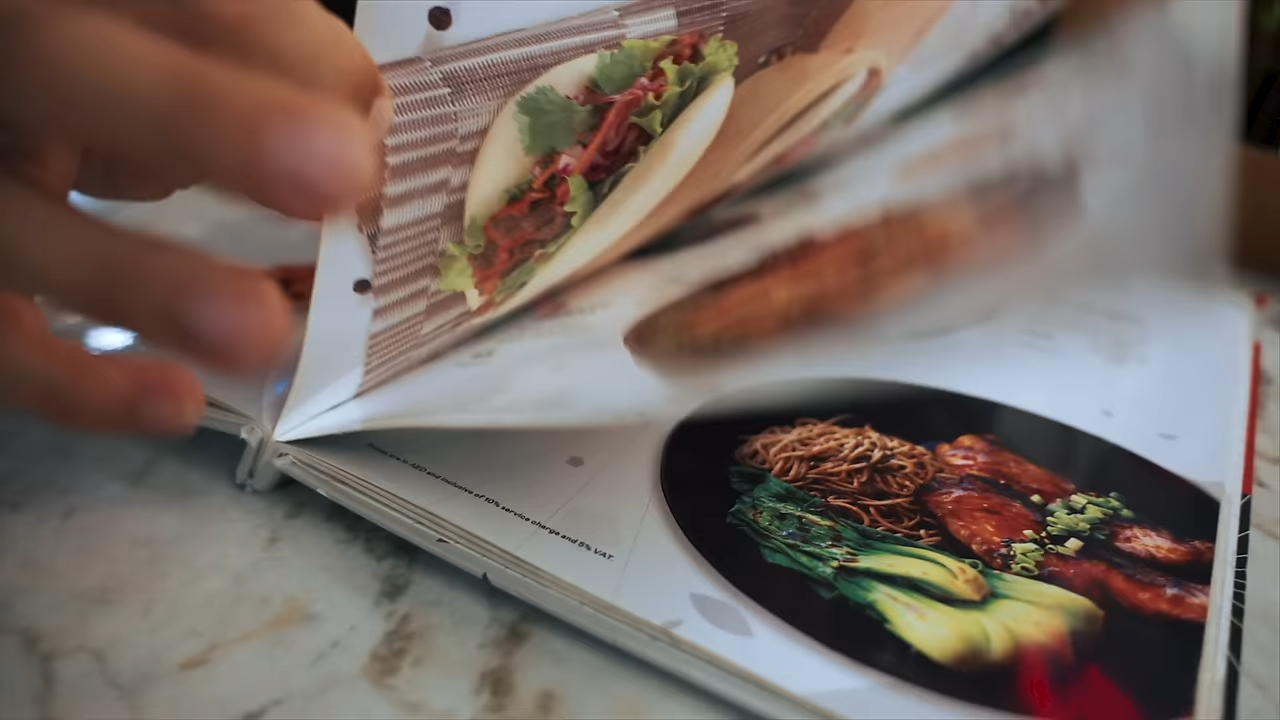 Prices are in AED and inclusive of 10% service charge and 5% VAT.